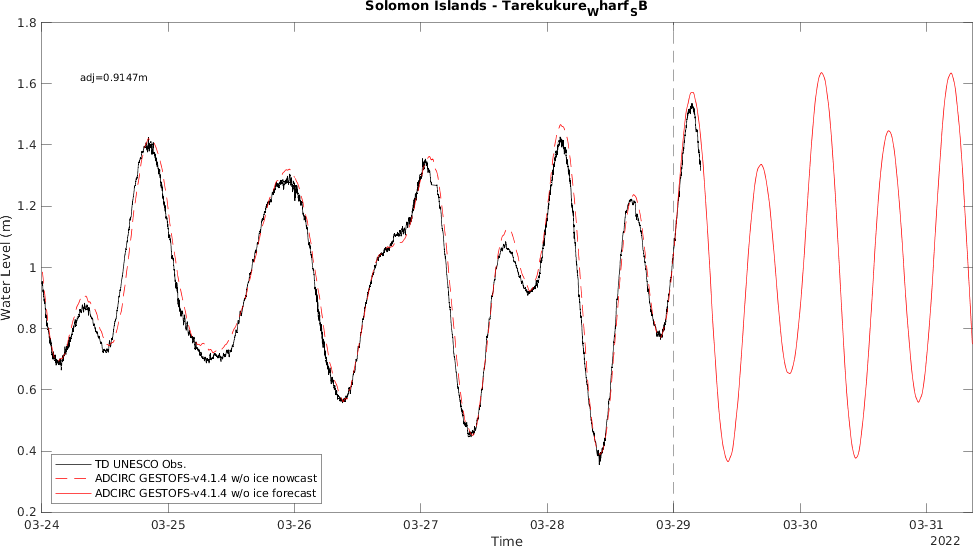 Solomon Islands - Tarekukure_Wharf_SB
adj=0.9147m
1.8
1.6
1.4
1.2
1
0.8
0.6
0.4
0.2
Water Level (m)
TD UNESCO Obs.
ADCIRC GESTOFS-v4.1.4 w/o ice nowcast
ADCIRC GESTOFS-v4.1.4 w/o ice forecast
03-24 03-25 03-26 03-27 03-28 03-29 03-30 03-31
Time
2022